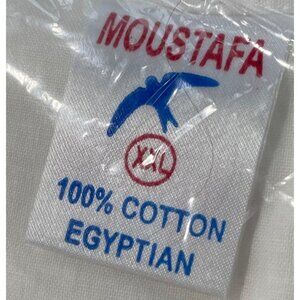 MOUSTAFA
XXL
100% COTTON
EGYPTIAN